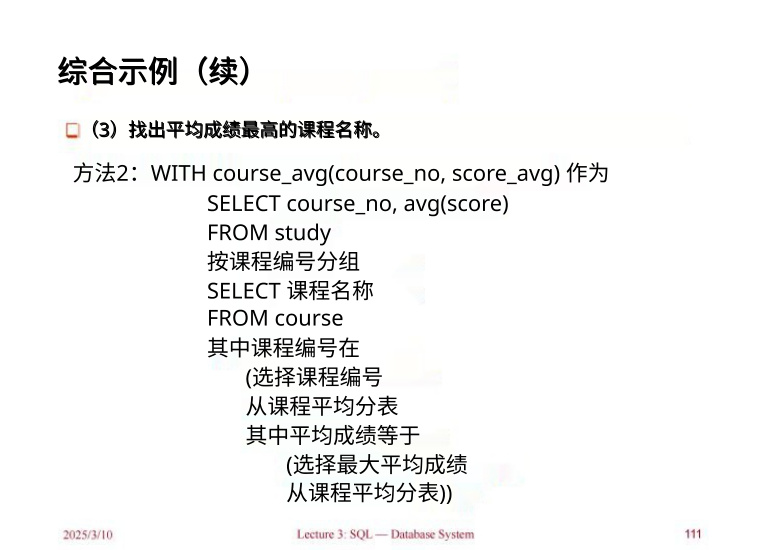 综合示例（续）
（3）找出平均成绩最高的课程名称。
方法2：WITH course_avg(course_no, score_avg) 作为
SELECT course_no, avg(score)
FROM study
按课程编号分组
SELECT 课程名称
FROM course
其中课程编号在
(选择课程编号
从课程平均分表
其中平均成绩等于
(选择最大平均成绩
从课程平均分表))
2025/3/10
Lecture 3: SQL — Database System
111